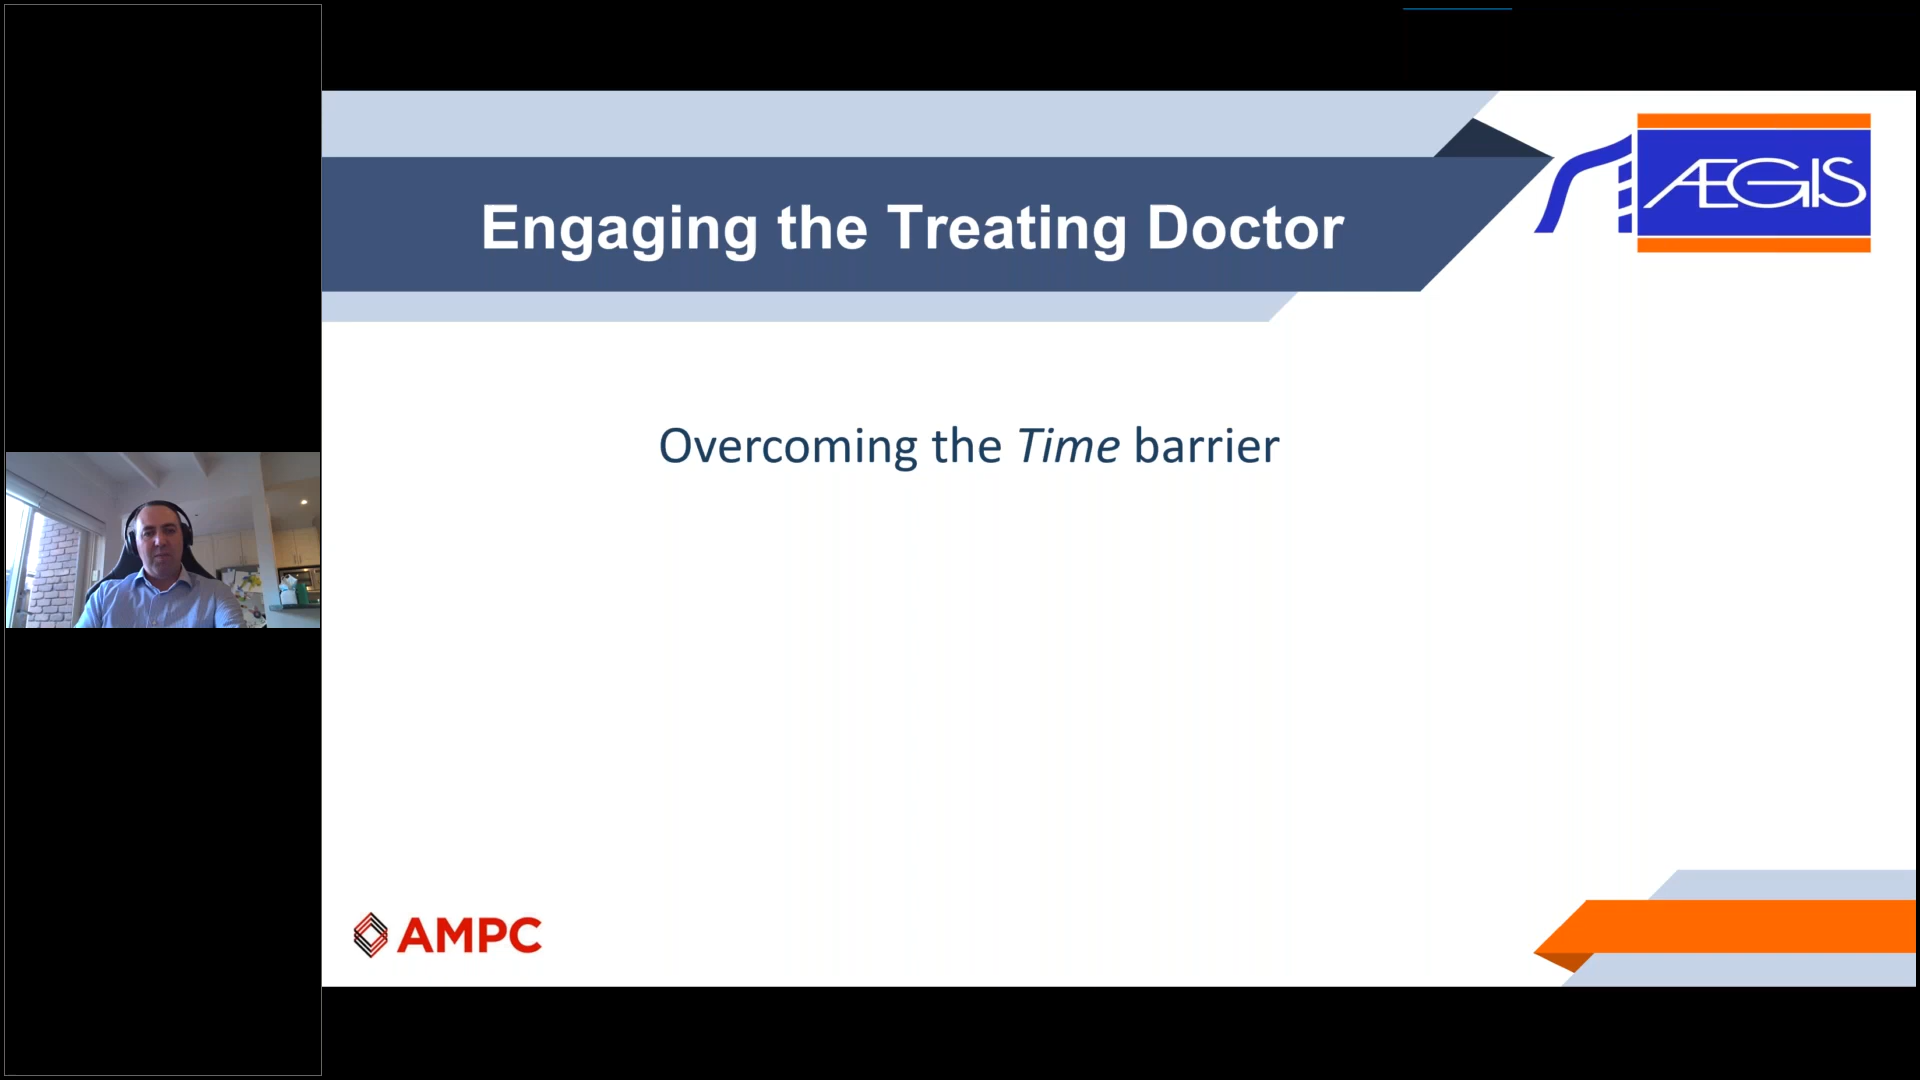 Engaging the Treating Doctor
ÆGIS
Overcoming the Time barrier
AMPC